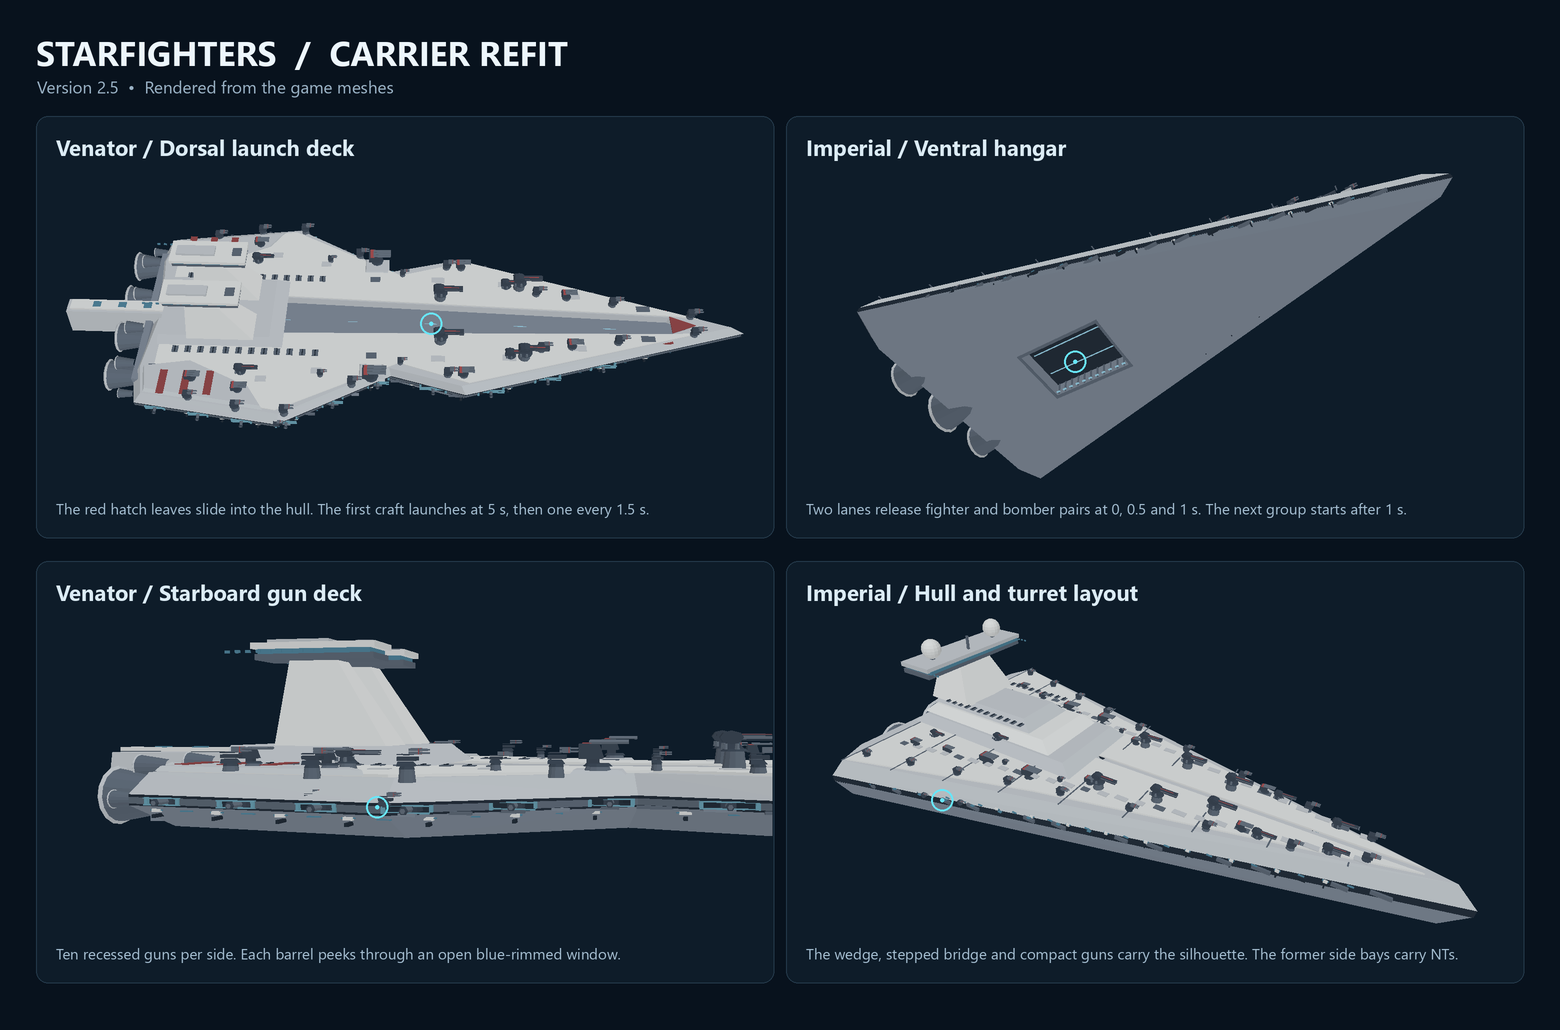 STARFIGHTERS / CARRIER REFIT
Version 2.5 • Rendered from the game meshes
Venator / Dorsal launch deck
The red hatch leaves slide into the hull. The first craft launches at 5 s, then one every 1.5 s.
Imperial / Ventral hangar
Two lanes release fighter and bomber pairs at 0, 0.5 and 1 s. The next group starts after 1 s.
Venator / Starboard gun deck
Ten recessed guns per side. Each barrel peeks through an open blue-rimmed window.
Imperial / Hull and turret layout
The wedge, stepped bridge and compact guns carry the silhouette. The former side bays carry NTs.